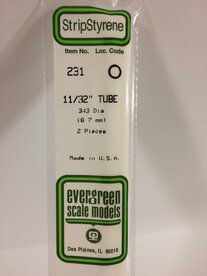 StripStyrene
Item No. Loc. Code
231
11/32" TUBE
.343 Dia
(8.7 mm)
2 Pieces
Made in U.S.A.
evergreen
scale models
Des Plaines, IL 60018